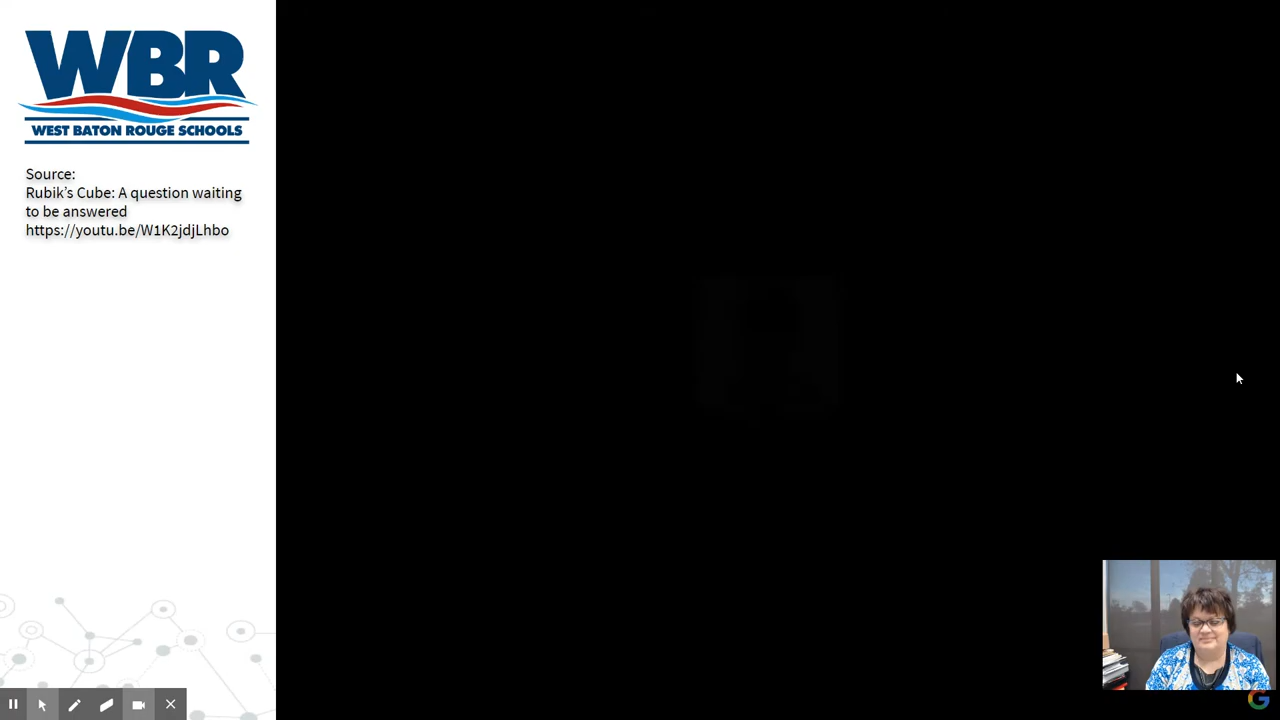 WBR
WEST BATON ROUGE SCHOOLS
Source:
Rubik’s Cube: A question waiting
to be answered
https://youtu.be/W1K2jdjLhbo